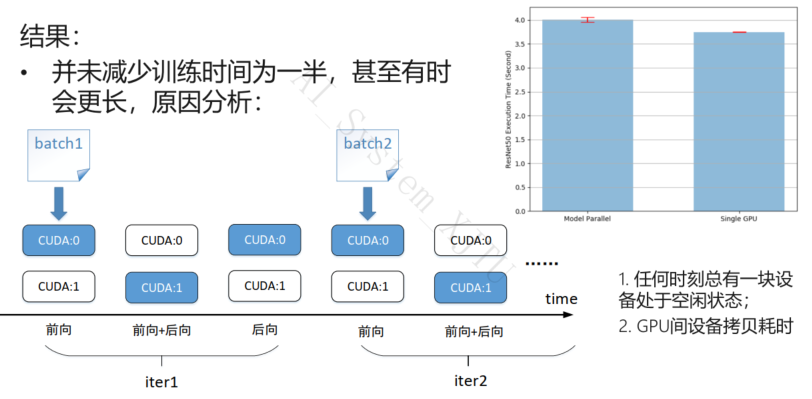 结果：
• 并未减少训练时间为一半，甚至有时
会更长，原因分析：
batch1
batch2
CUDA:0
CUDA:0
CUDA:0
CUDA:0
CUDA:0
CUDA:1
CUDA:1
CUDA:1
CUDA:1
CUDA:1
......
time
前向
前向+后向
后向
前向
前向+后向
iter1
iter2
ResNet50 Execution Time (Second)
4.0
3.5
3.0
2.5
2.0
1.5
1.0
0.5
0.0
Model Parallel
Single GPU
1. 任何时刻总有一块设
备处于空闲状态；
2. GPU间设备拷贝耗时
AI_System_XJTU